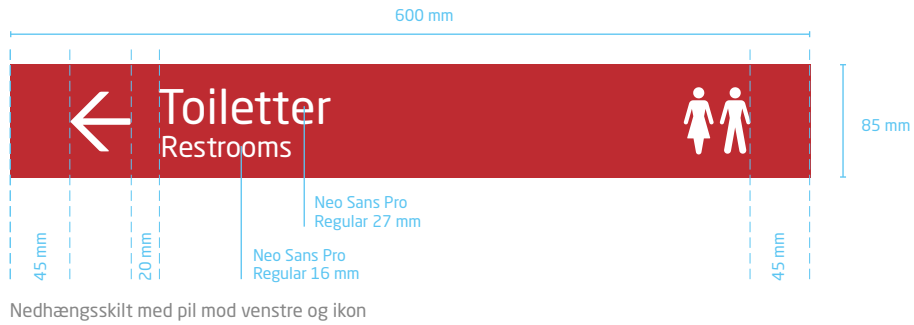 600 mm
Toiletter
Restrooms
85 mm
Neo Sans Pro
Regular 27 mm
Neo Sans Pro
Regular 16 mm
45 mm
20 mm
45 mm
Nedhængsskilt med pil mod venstre og ikon